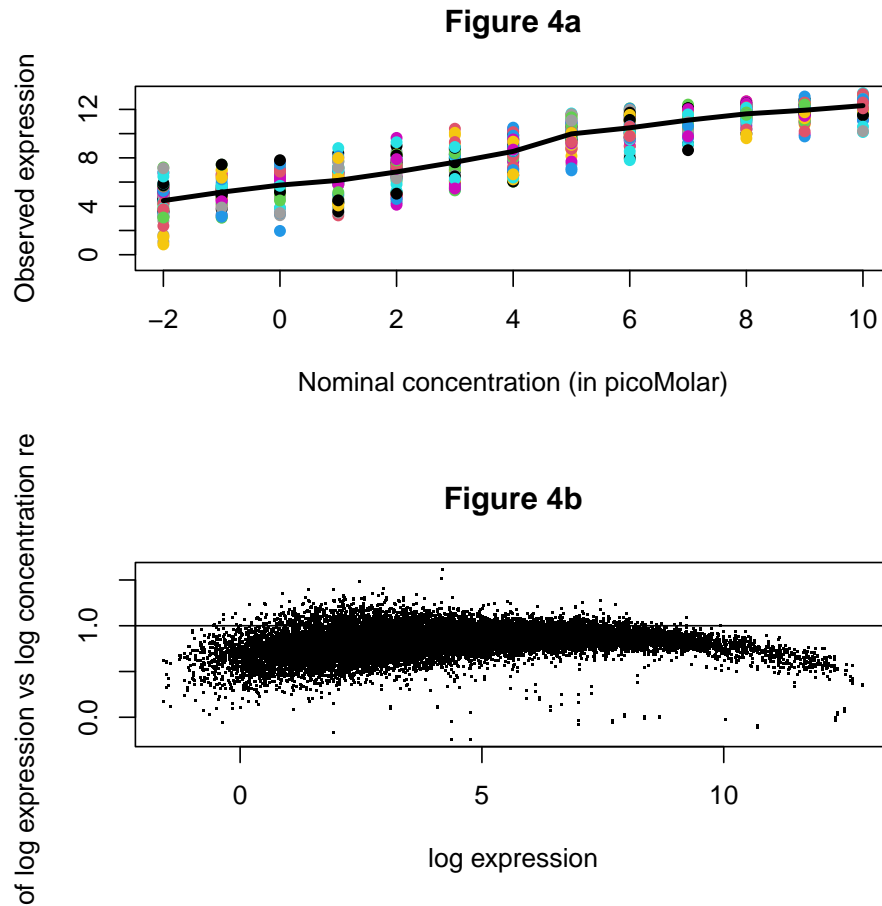 Figure 4a
Observed expression
12
8
4
0
−2 0 2 4 6 8 10
Nominal concentration (in picoMolar)
Figure 4b
of log expression vs log concentration re
1.0
0.0
0 5 10
log expression